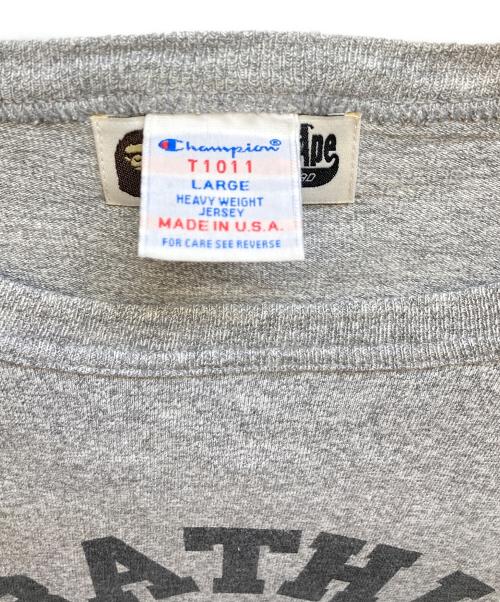 Champion®
T1011
LARGE
HEAVY WEIGHT
JERSEY
MADE IN U.S.A.
FOR CARE SEE REVERSE
Ape
BATHI